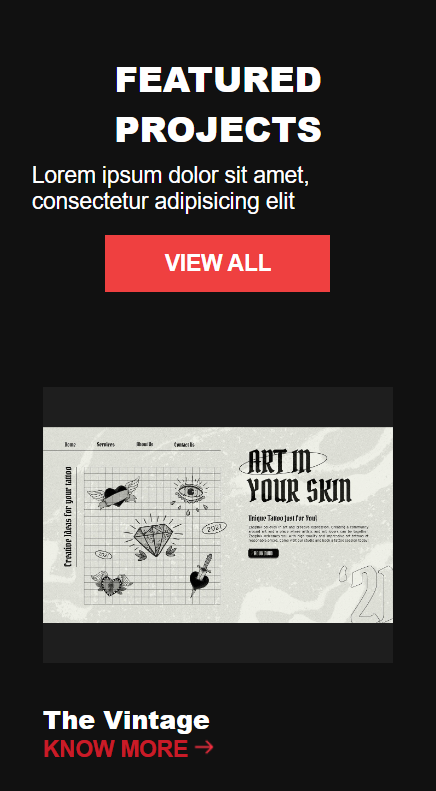 FEATURED
PROJECTS
Lorem ipsum dolor sit amet,
consectetur adipisicing elit
VIEW ALL
Home Services About Us Contact Us
ART IN
YOUR SKIN
Creative Ideas for your tattoo
Unique Tattoo Just for You!
2021
BOOK NOW
'21
The Vintage
KNOW MORE →